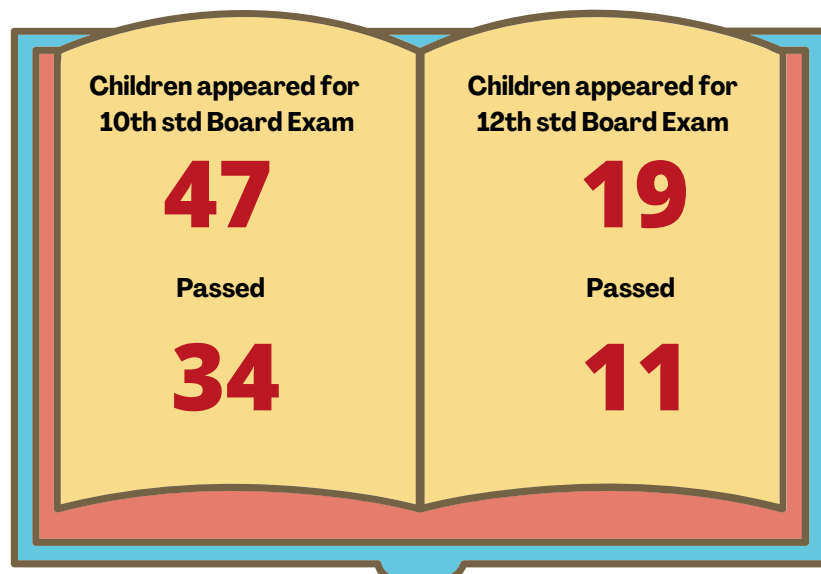 Children appeared for
10th std Board Exam
47
Passed
34
Children appeared for
12th std Board Exam
19
Passed
11